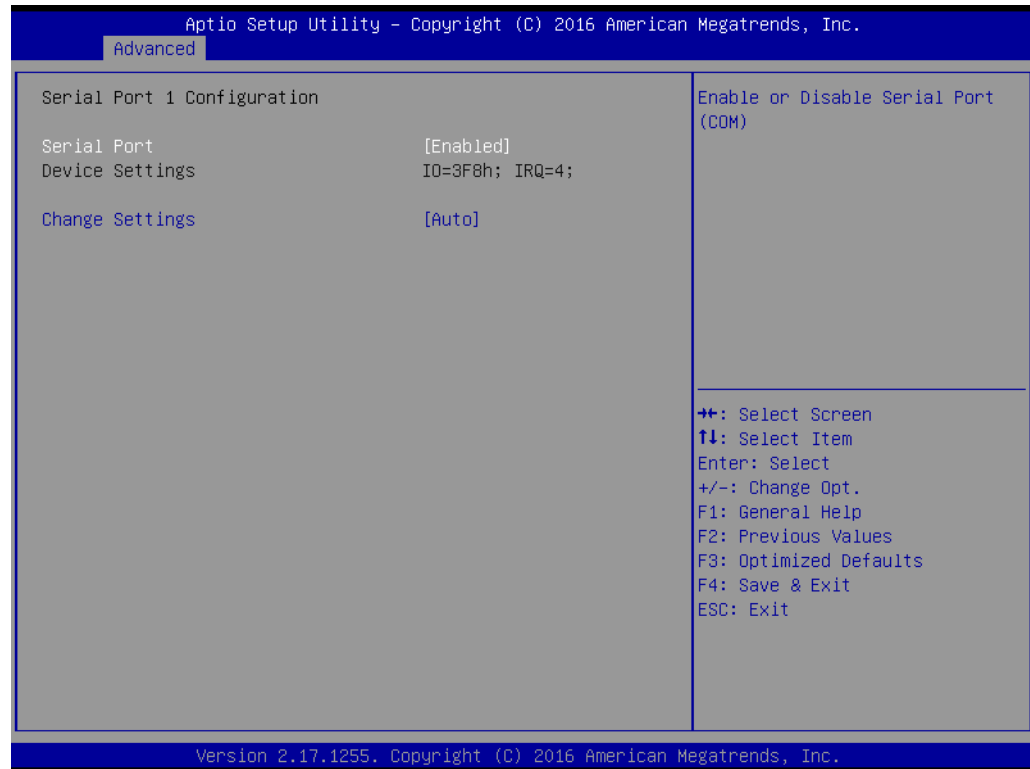 Aptio Setup Utility – Copyright (C) 2016 American Megatrends, Inc.
Advanced
Serial Port 1 Configuration
Serial Port [Enabled]
Device Settings IO=3F8h; IRQ=4;
Change Settings [Auto]
Enable or Disable Serial Port
(COM)
→←: Select Screen
↑↓: Select Item
Enter: Select
+/-: Change Opt.
F1: General Help
F2: Previous Values
F3: Optimized Defaults
F4: Save & Exit
ESC: Exit
Version 2.17.1255. Copyright (C) 2016 American Megatrends, Inc.